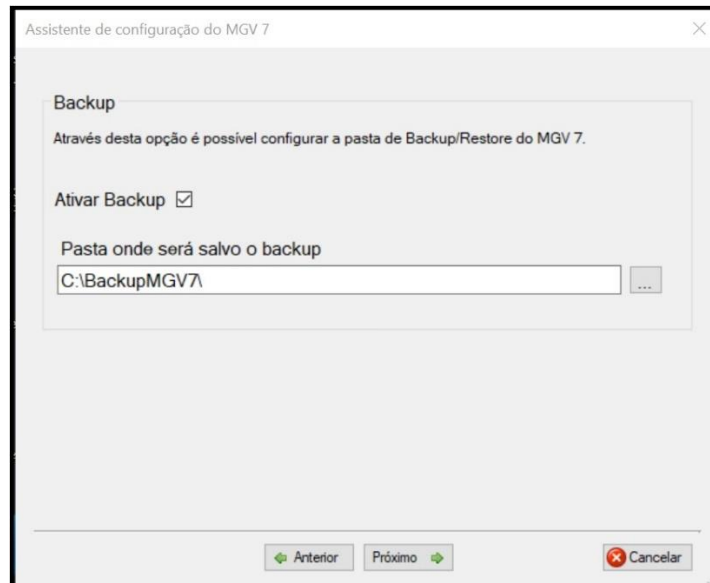 Assistente de configuração do MGV 7
Backup
Através desta opção é possível configurar a pasta de Backup/Restore do MGV 7.
Ativar Backup
Pasta onde será salvo o backup
C:\BackupMGV7\
...
Anterior
Próximo
Cancelar